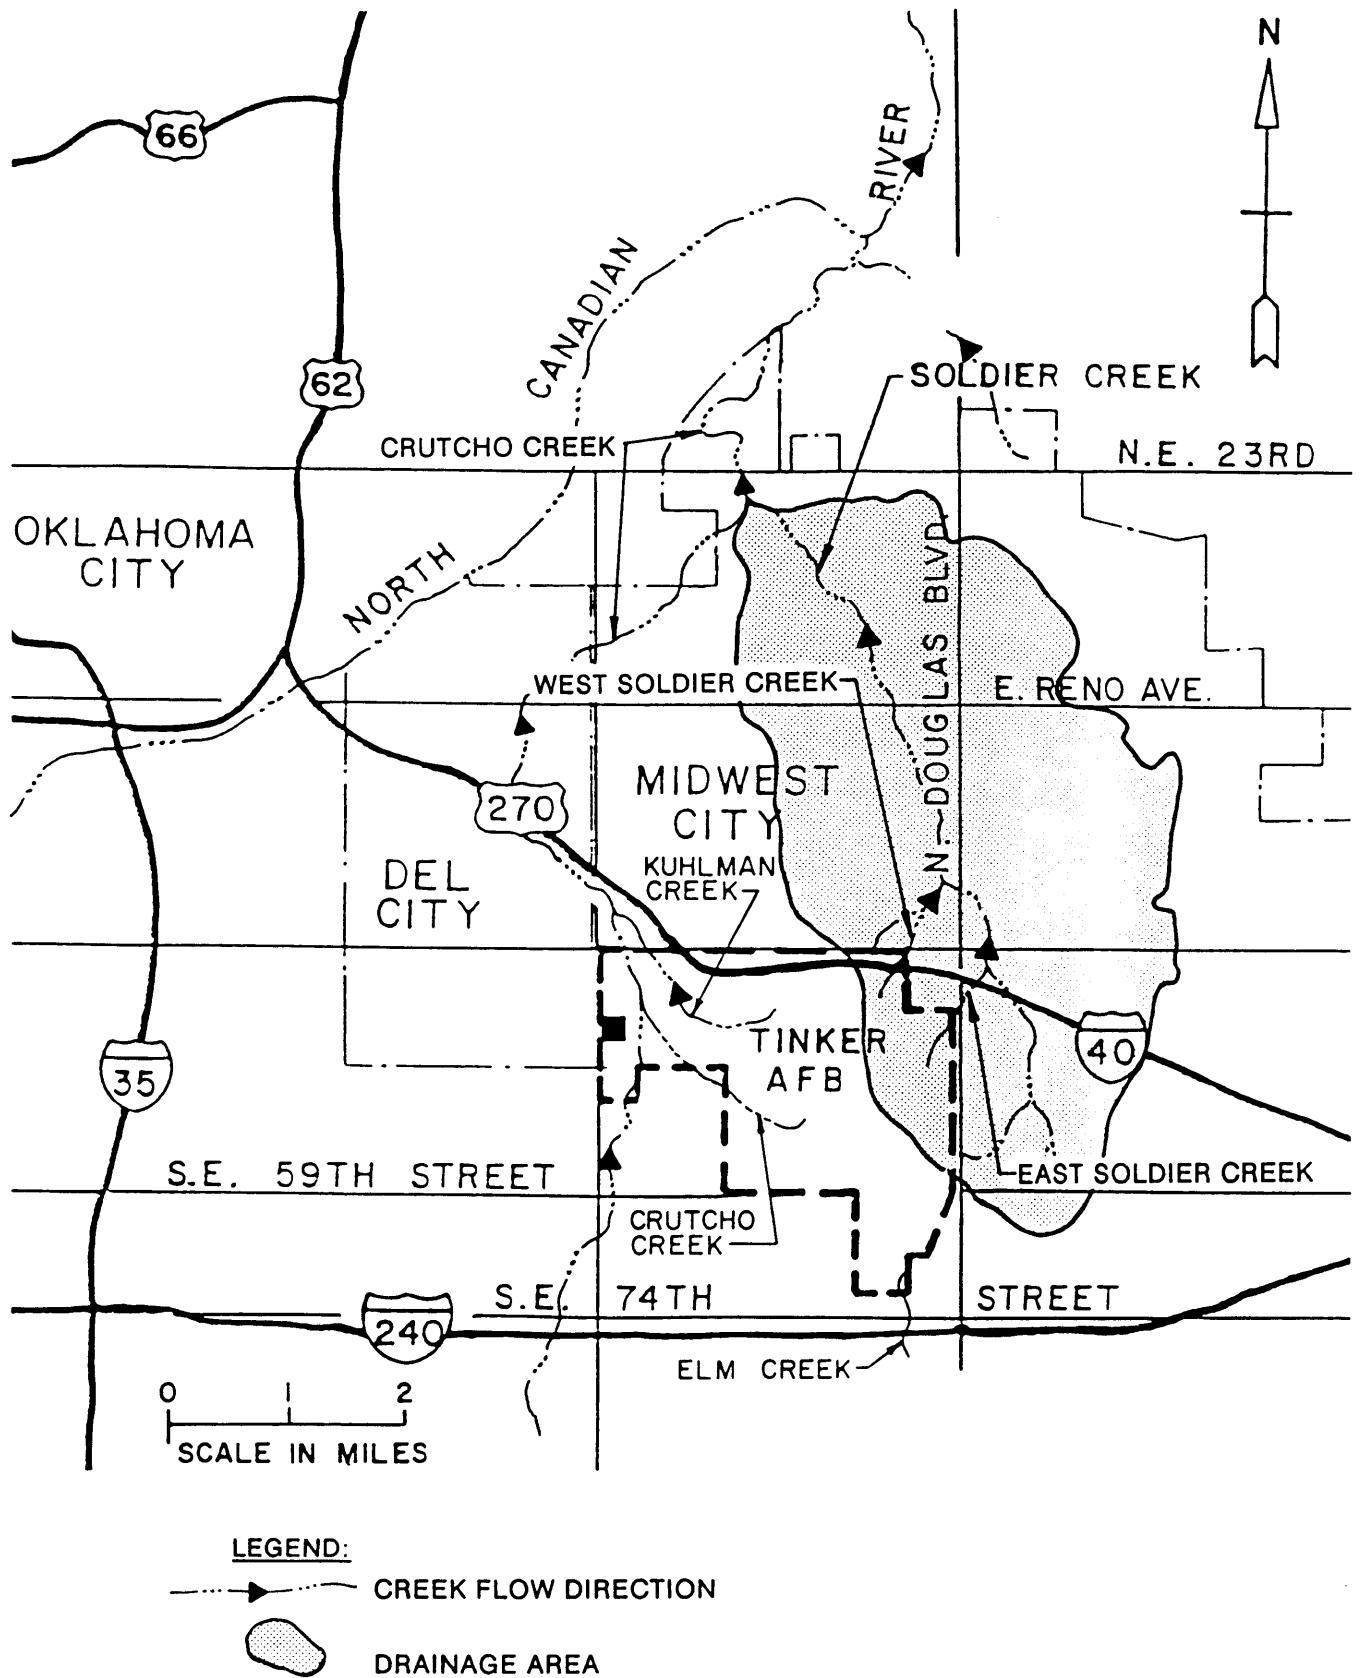 N
66
RIVER
CANADIAN
62
SOLDIER CREEK
CRUTCHO CREEK
N.E. 23RD
OKLAHOMA
CITY
NORTH
N. DOUGLAS BLVD.
WEST SOLDIER CREEK
E. RENO AVE.
MIDWEST
CITY
270
KUHLMAN
CREEK
DEL
CITY
TINKER
AFB
40
35
S.E. 59TH STREET
EAST SOLDIER CREEK
CRUTCHO
CREEK
S.E. 74TH STREET
240
ELM CREEK
0 1 2
SCALE IN MILES
LEGEND:
CREEK FLOW DIRECTION
DRAINAGE AREA